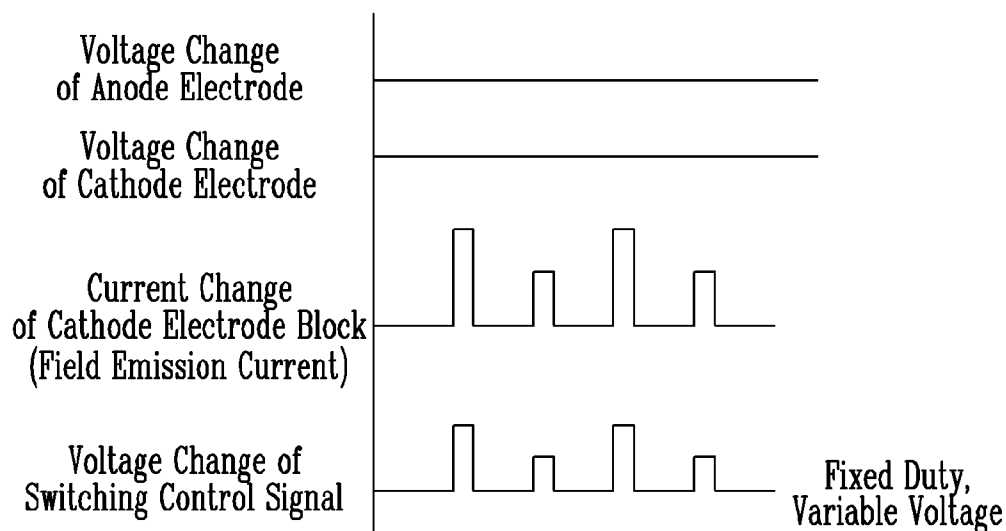 Voltage Change
of Anode Electrode
Voltage Change
of Cathode Electrode
Current Change
of Cathode Electrode Block
(Field Emission Current)
Voltage Change of
Switching Control Signal
Fixed Duty,
Variable Voltage